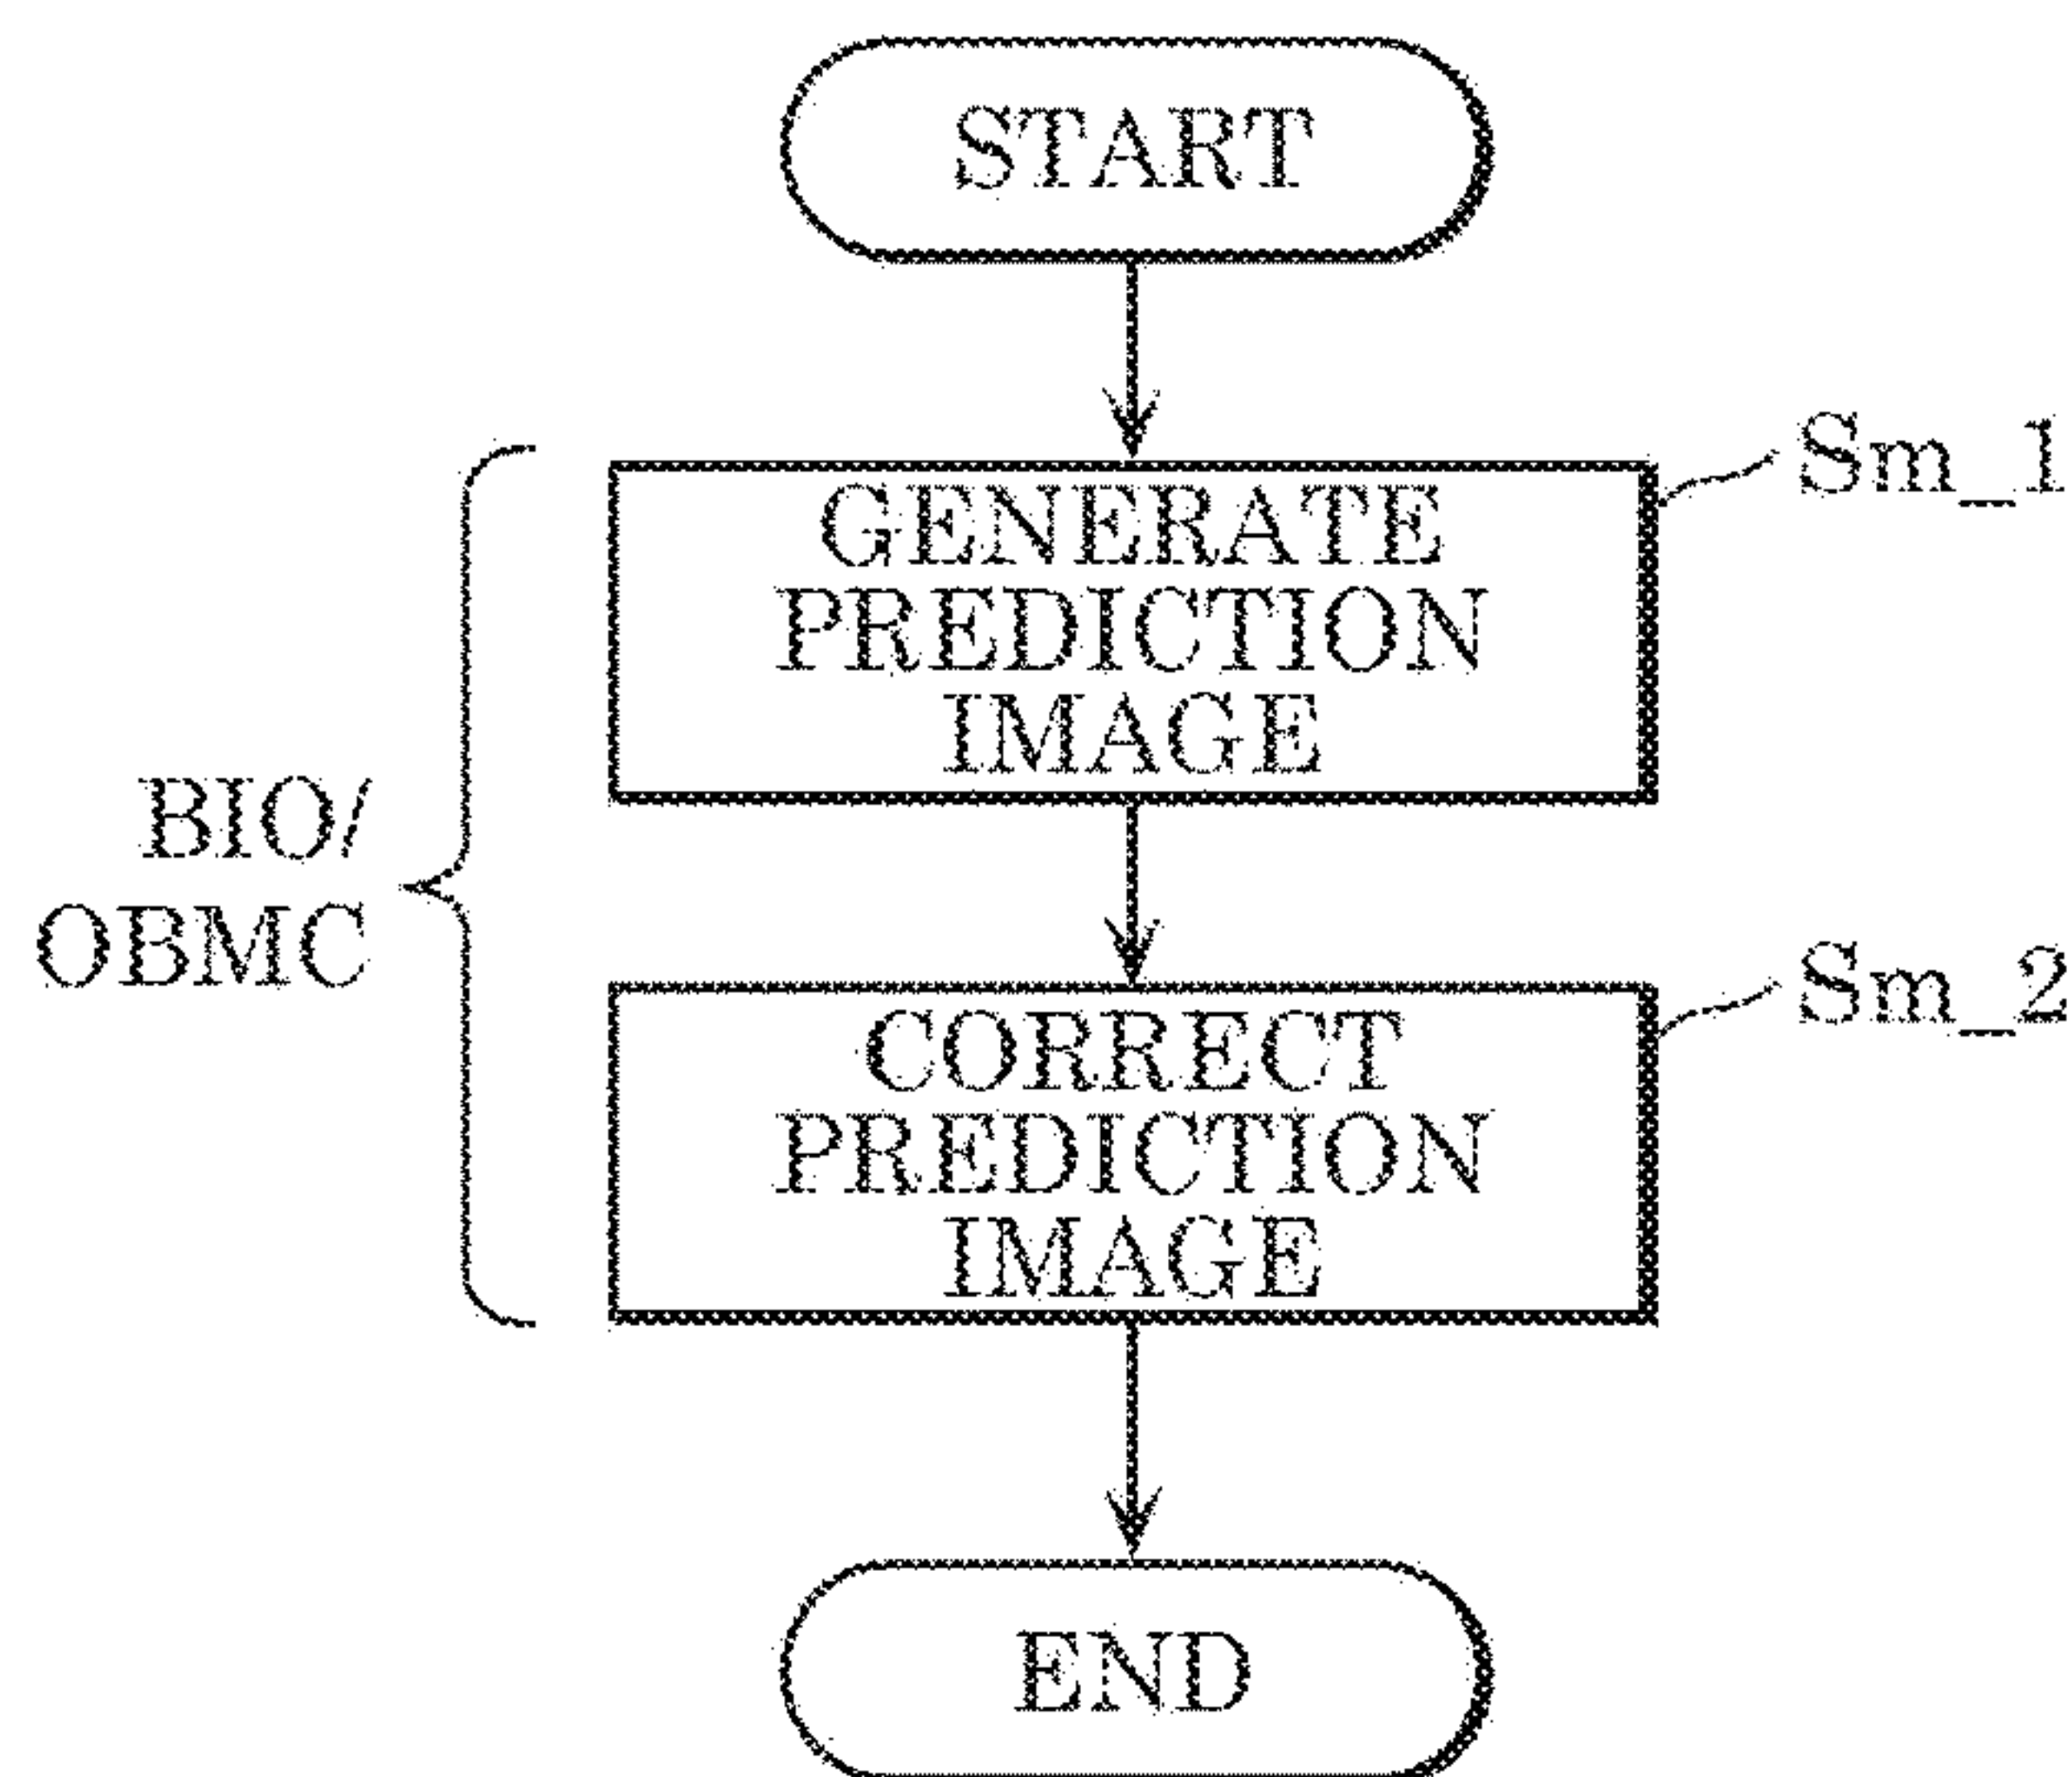 START
Sm_1
GENERATE
PREDICTION
IMAGE
BIO/
OBMC
Sm_2
CORRECT
PREDICTION
IMAGE
END